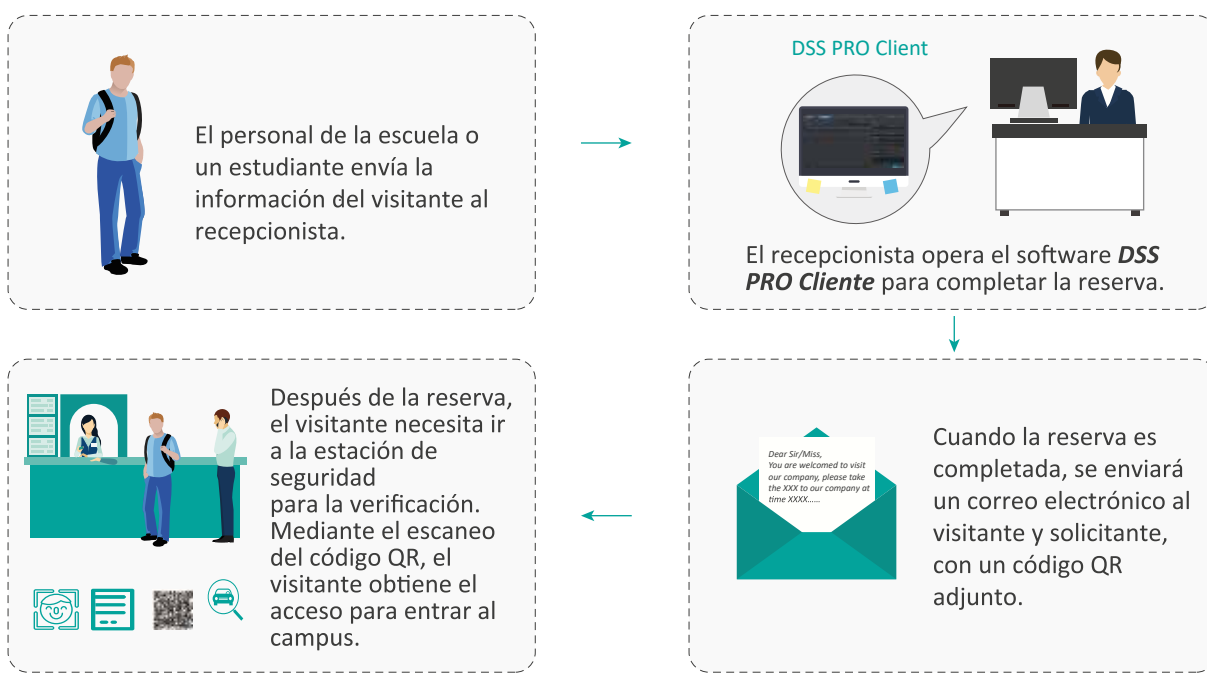 El personal de la escuela o
un estudiante envía la
información del visitante al
recepcionista.
DSS PRO Client
El recepcionista opera el software DSS
PRO Cliente para completar la reserva.
Cuando la reserva es
completada, se enviará
un correo electrónico al
visitante y solicitante,
con un código QR
adjunto.
Dear Sir/Miss,
You are welcomed to visit
our company, please take
the XXX to our company at
time XXXX......
Después de la reserva,
el visitante necesita ir
a la estación de
seguridad
para la verificación.
Mediante el escaneo
del código QR, el
visitante obtiene el
acceso para entrar al
campus.